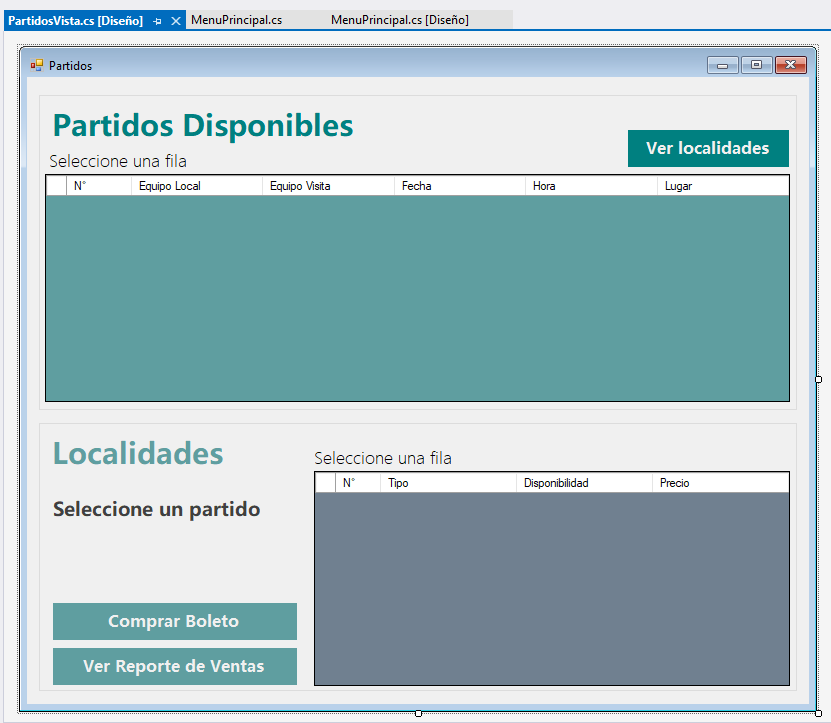 PartidosVista.cs [Diseño] MenuPrincipal.cs MenuPrincipal.cs [Diseño]
Partidos
Partidos Disponibles
Ver localidades
Seleccione una fila
N° Equipo Local Equipo Visita Fecha Hora Lugar
Localidades
Seleccione una fila
N° Tipo Disponibilidad Precio
Seleccione un partido
Comprar Boleto
Ver Reporte de Ventas